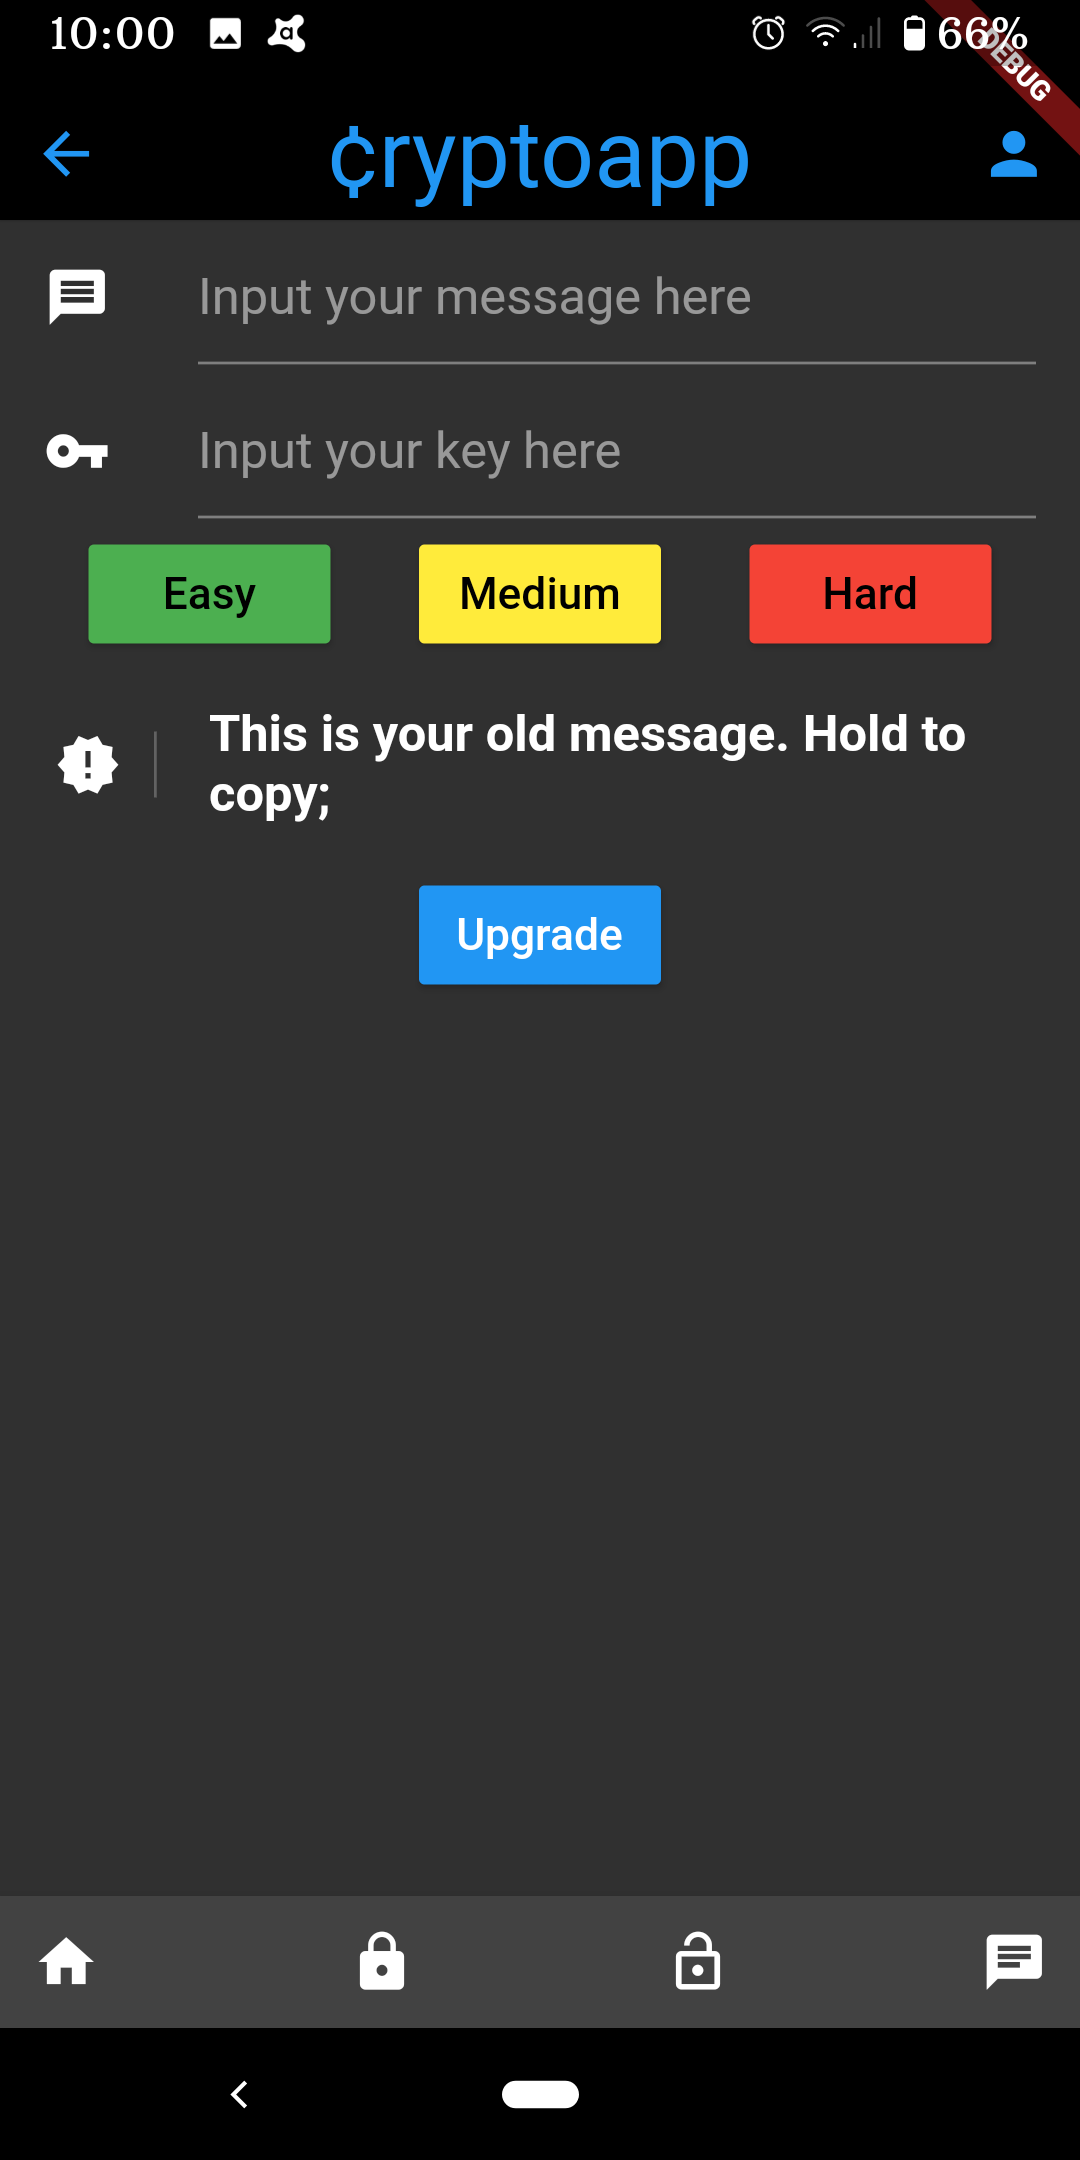 10:00
66%
DEBUG
¢ryptoapp
Input your message here
Input your key here
Easy Medium Hard
This is your old message. Hold to
copy;
Upgrade